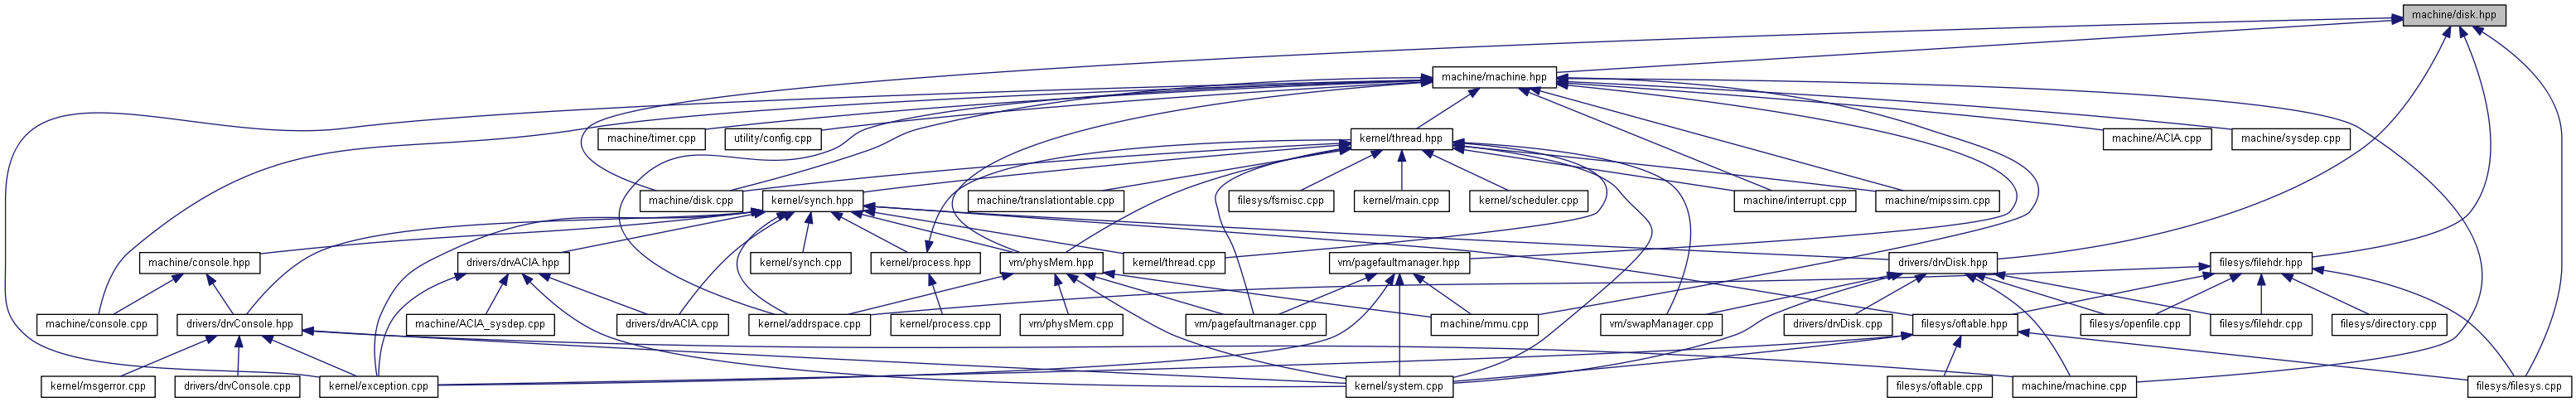 machine/disk.hpp
machine/machine.hpp
machine/timer.cpp
utility/config.cpp
kernel/thread.hpp
machine/ACIA.cpp
machine/sysdep.cpp
machine/disk.cpp
kernel/synch.hpp
machine/translationtable.cpp
filesys/fsmisc.cpp
kernel/main.cpp
kernel/scheduler.cpp
machine/interrupt.cpp
machine/mipssim.cpp
machine/console.hpp
drivers/drvACIA.hpp
kernel/synch.cpp
kernel/process.hpp
vm/physMem.hpp
kernel/thread.cpp
vm/pagefaultmanager.hpp
drivers/drvDisk.hpp
filesys/filehdr.hpp
machine/console.cpp
drivers/drvConsole.hpp
machine/ACIA_sysdep.cpp
drivers/drvACIA.cpp
kernel/addrspace.cpp
kernel/process.cpp
vm/physMem.cpp
vm/pagefaultmanager.cpp
machine/mmu.cpp
vm/swapManager.cpp
drivers/drvDisk.cpp
filesys/oftable.hpp
filesys/openfile.cpp
filesys/filehdr.cpp
filesys/directory.cpp
kernel/msgerror.cpp
drivers/drvConsole.cpp
kernel/exception.cpp
kernel/system.cpp
filesys/oftable.cpp
machine/machine.cpp
filesys/filesys.cpp